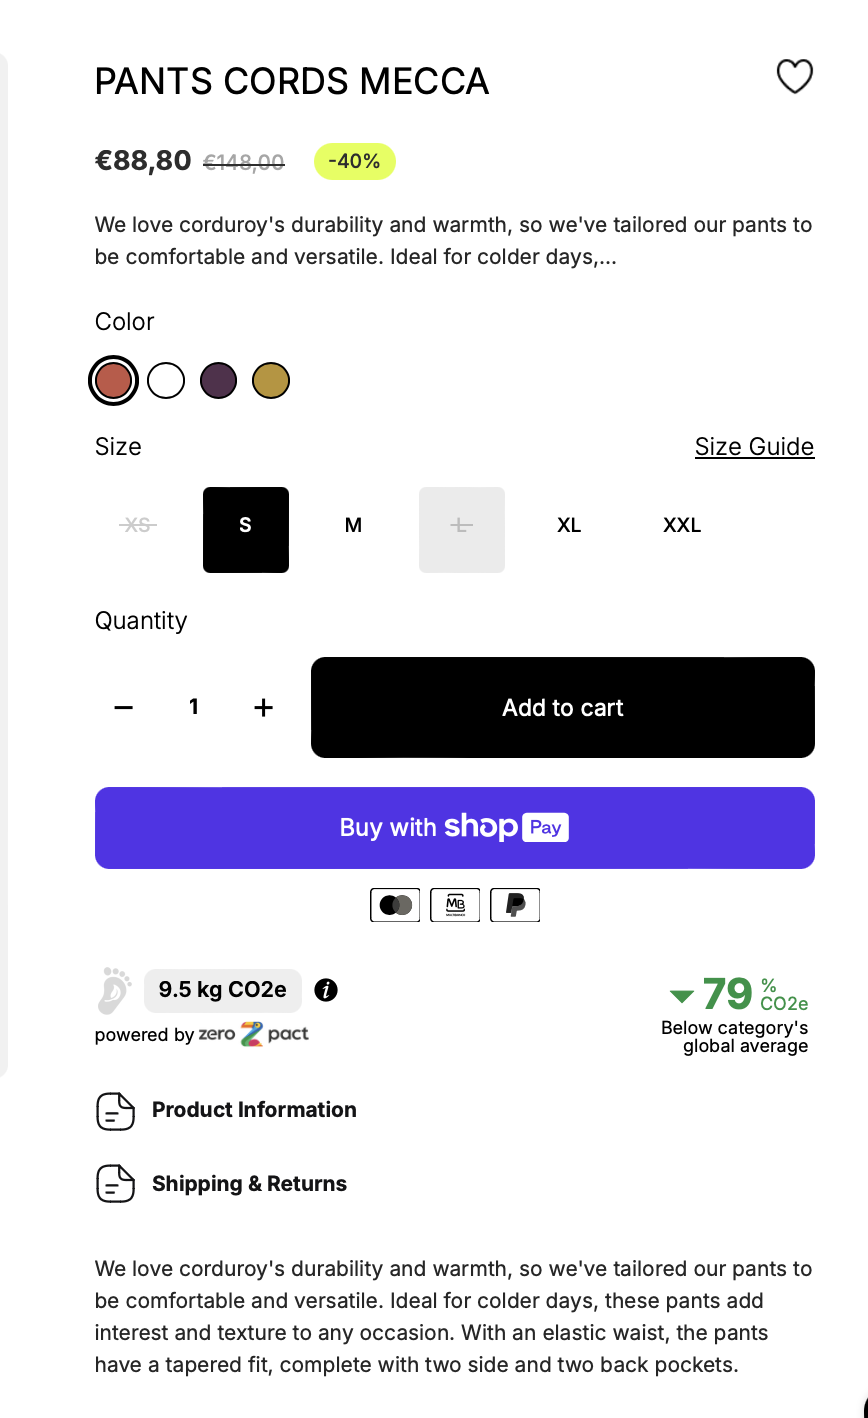 PANTS CORDS MECCA
€88,80 €148,00 -40%
We love corduroy's durability and warmth, so we've tailored our pants to
be comfortable and versatile. Ideal for colder days,...
Color
Size Size Guide
XS S M L XL XXL
Quantity
− 1 + Add to cart
Buy with shop Pay
MB
9.5 kg CO2e i
powered by zero pact
79 % CO2e
Below category's
global average
Product Information
Shipping & Returns
We love corduroy's durability and warmth, so we've tailored our pants to
be comfortable and versatile. Ideal for colder days, these pants add
interest and texture to any occasion. With an elastic waist, the pants
have a tapered fit, complete with two side and two back pockets.